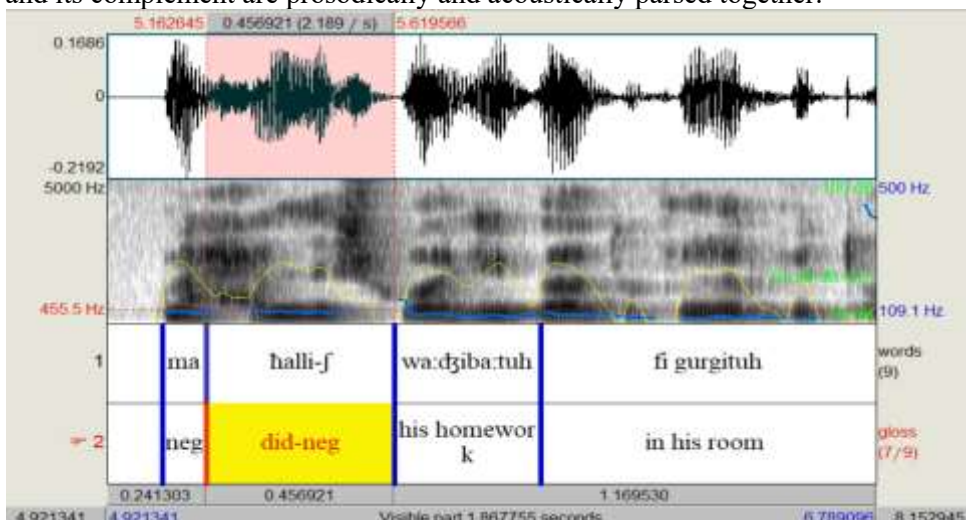 and its complement are prosodically and acoustically parsed together.
5.162645 0.456921 (2.189 / s) 5.619566
0.1686
0
-0.2192
5000 Hz 500 Hz
455.5 Hz 109.1 Hz
1 ma ħalli-ʃ wa:dʒiba:tuh fi gurgituh words
(9)
2 neg did-neg his homewor
k in his room gloss
(7/9)
0.241303 0.456921 1.169530
4.921341 4.921341 Visible part 1.867755 seconds 6.789096 8.152945